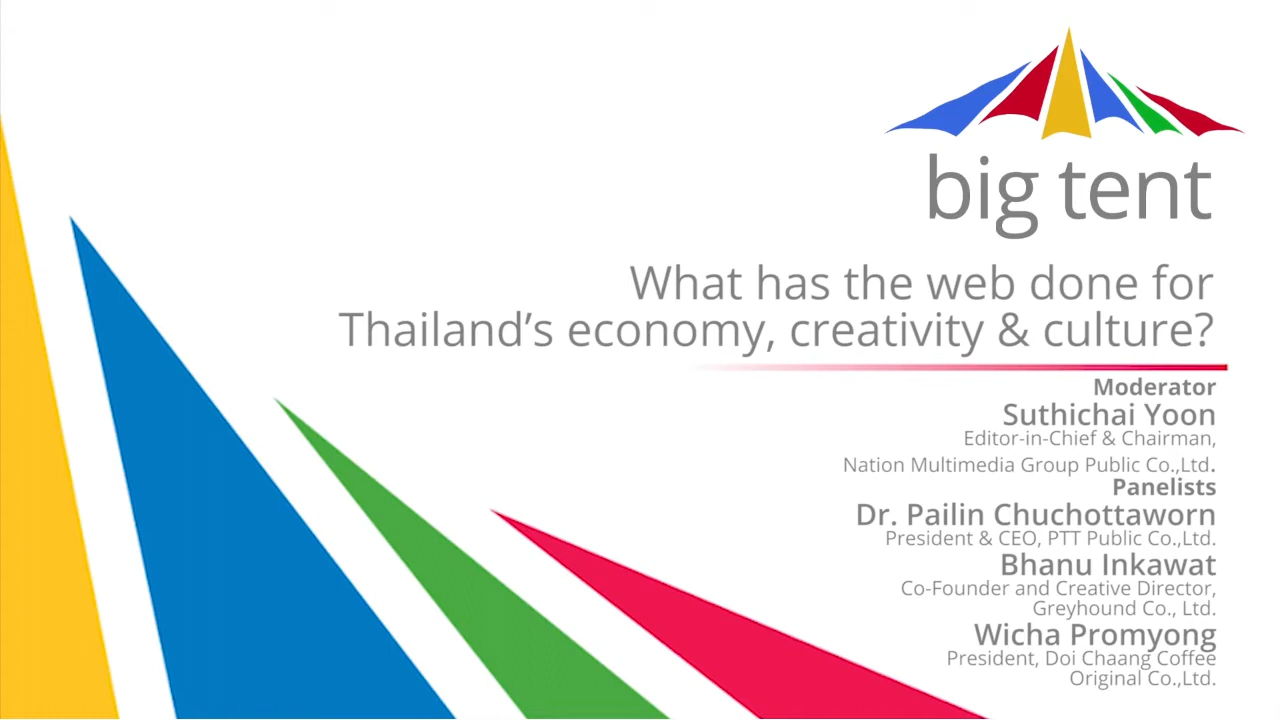 big tent
What has the web done for
Thailand’s economy, creativity & culture?
Moderator
Suthichai Yoon
Editor-in-Chief & Chairman,
Nation Multimedia Group Public Co.,Ltd.
Panelists
Dr. Pailin Chuchottaworn
President & CEO, PTT Public Co.,Ltd.
Bhanu Inkawat
Co-Founder and Creative Director,
Greyhound Co., Ltd.
Wicha Promyong
President, Doi Chaang Coffee
Original Co.,Ltd.